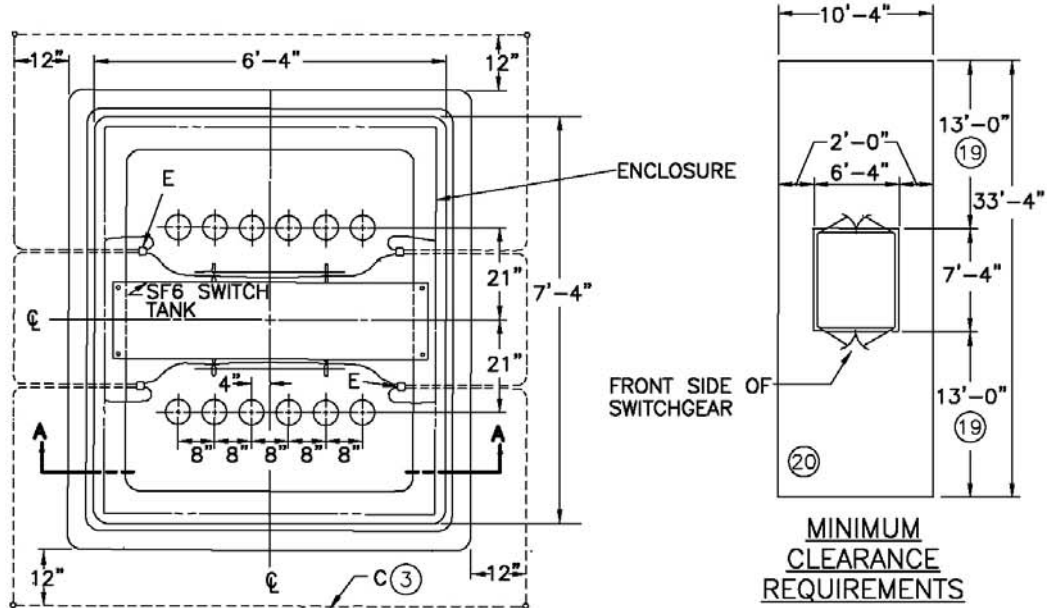 10'-4"
12"
6'-4"
12"
13'-0"
19
2'-0"
6'-4"
33'-4"
E
ENCLOSURE
21"
7'-4"
7'-4"
SF6 SWITCH
TANK
℄
21"
4"
E
FRONT SIDE OF
SWITCHGEAR
13'-0"
19
A
A
8" 8" 8" 8" 8"
20
MINIMUM
CLEARANCE
REQUIREMENTS
12"
℄
C 3
12"